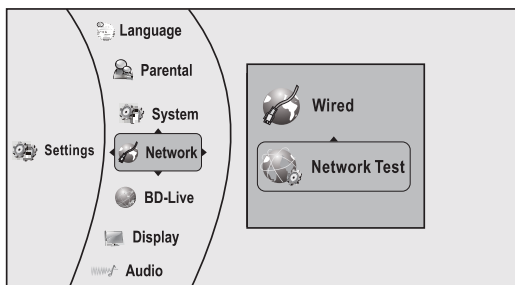 Language
Parental
System
Settings
Network
BD-Live
Display
Audio
Wired
Network Test